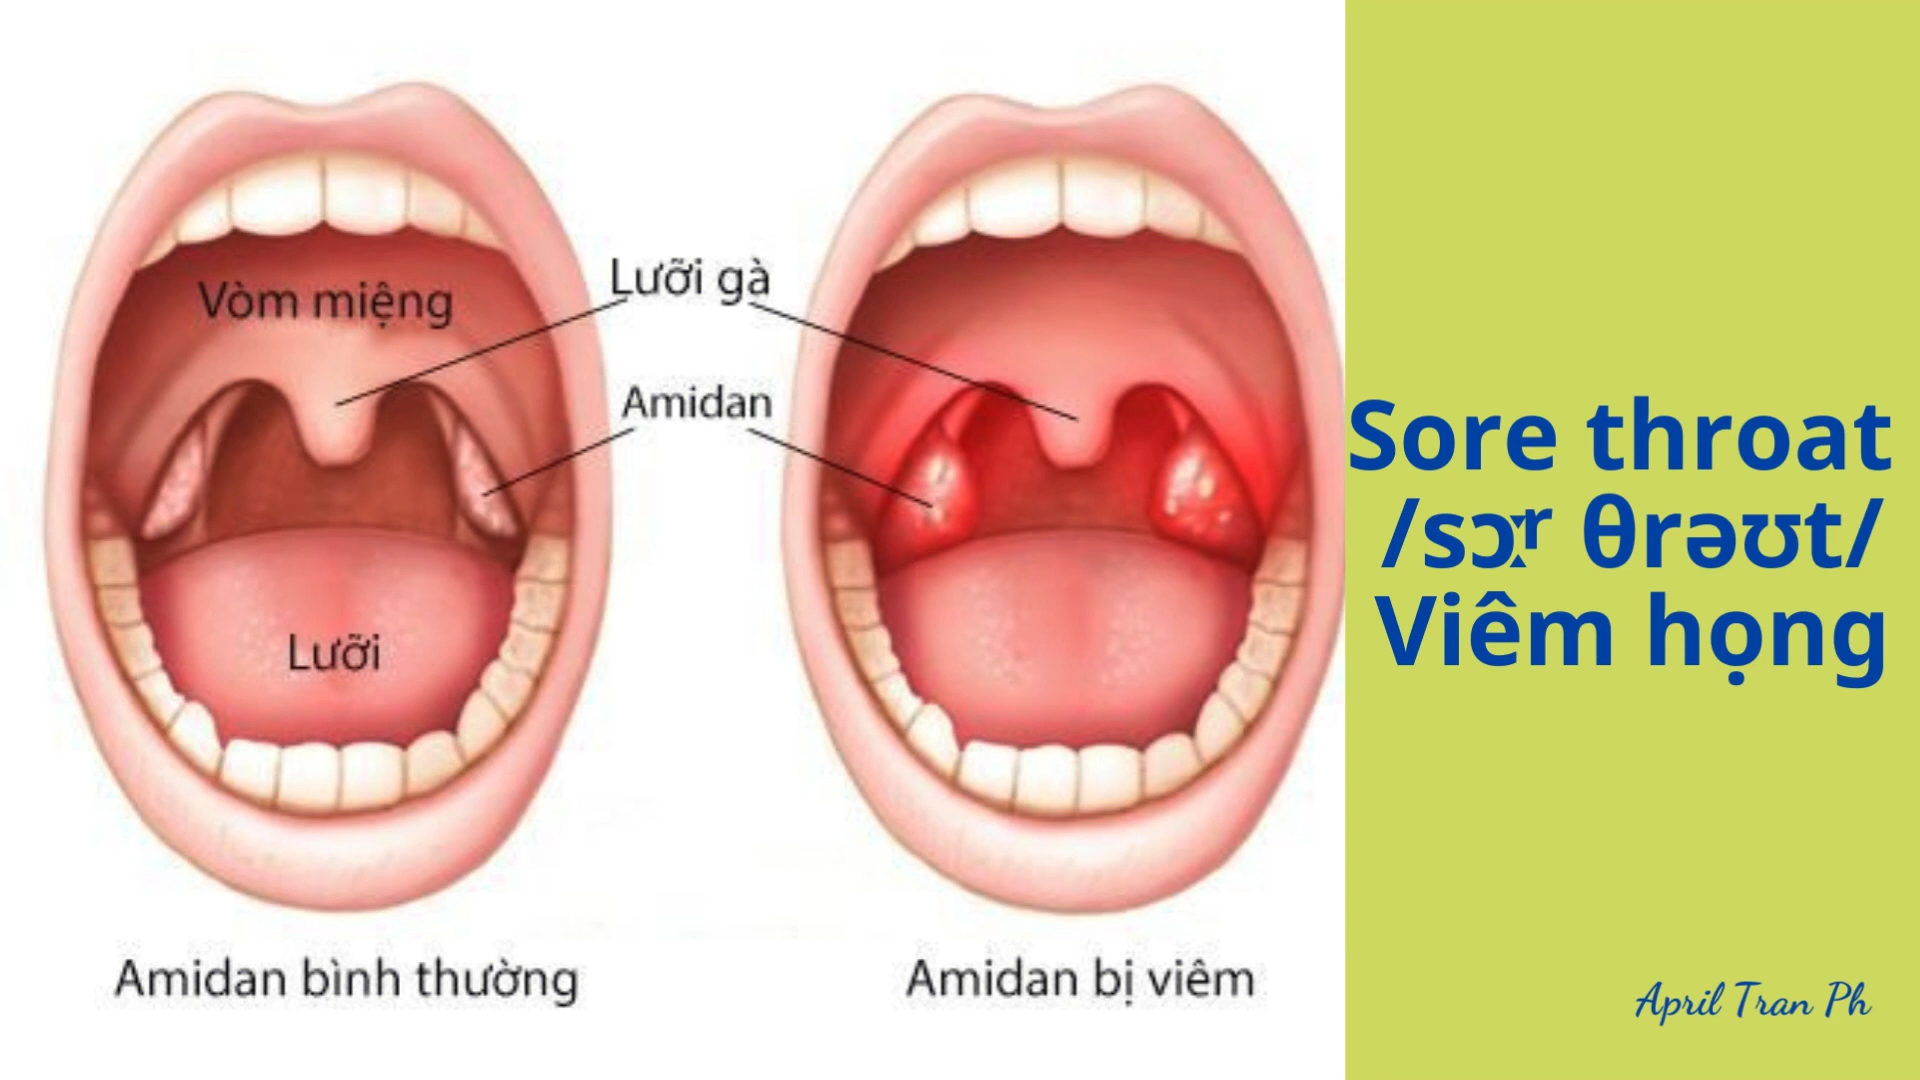 Vòm miệng
Lưỡi gà
Amidan
Lưỡi
Amidan bình thường
Amidan bị viêm
Sore throat
/sɔːʳ θrəʊt/
Viêm họng
April Tran Ph